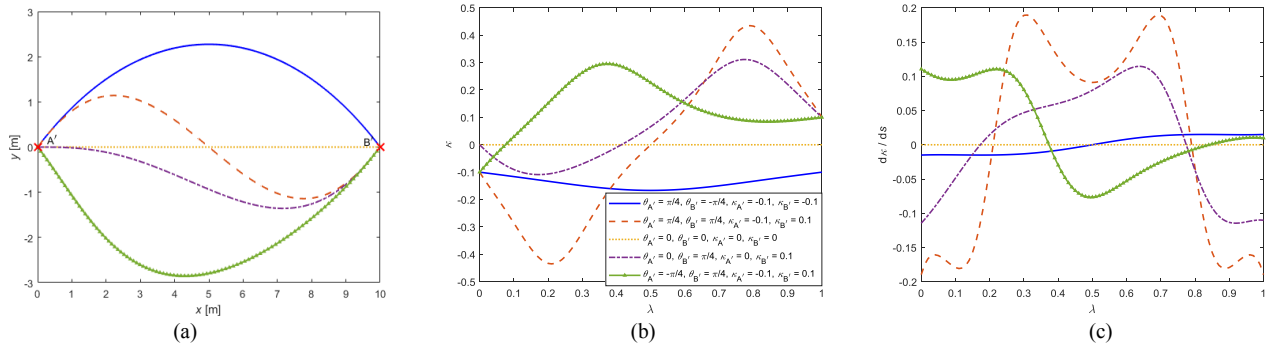 3
2
1
0
-1
-2
-3
y [m]
A′
B′
0 1 2 3 4 5 6 7 8 9 10
x [m]
(a)
0.5
0.4
0.3
0.2
0.1
0
-0.1
-0.2
-0.3
-0.4
-0.5
κ
θA′ = π/4, θB′ = -π/4, κA′ = -0.1, κB′ = -0.1
θA′ = π/4, θB′ = π/4, κA′ = -0.1, κB′ = 0.1
θA′ = 0, θB′ = 0, κA′ = 0, κB′ = 0
θA′ = 0, θB′ = π/4, κA′ = 0, κB′ = 0.1
θA′ = -π/4, θB′ = π/4, κA′ = -0.1, κB′ = 0.1
0 0.1 0.2 0.3 0.4 0.5 0.6 0.7 0.8 0.9 1
λ
(b)
0.2
0.15
0.1
0.05
0
-0.05
-0.1
-0.15
-0.2
dκ / ds
0 0.1 0.2 0.3 0.4 0.5 0.6 0.7 0.8 0.9 1
λ
(c)